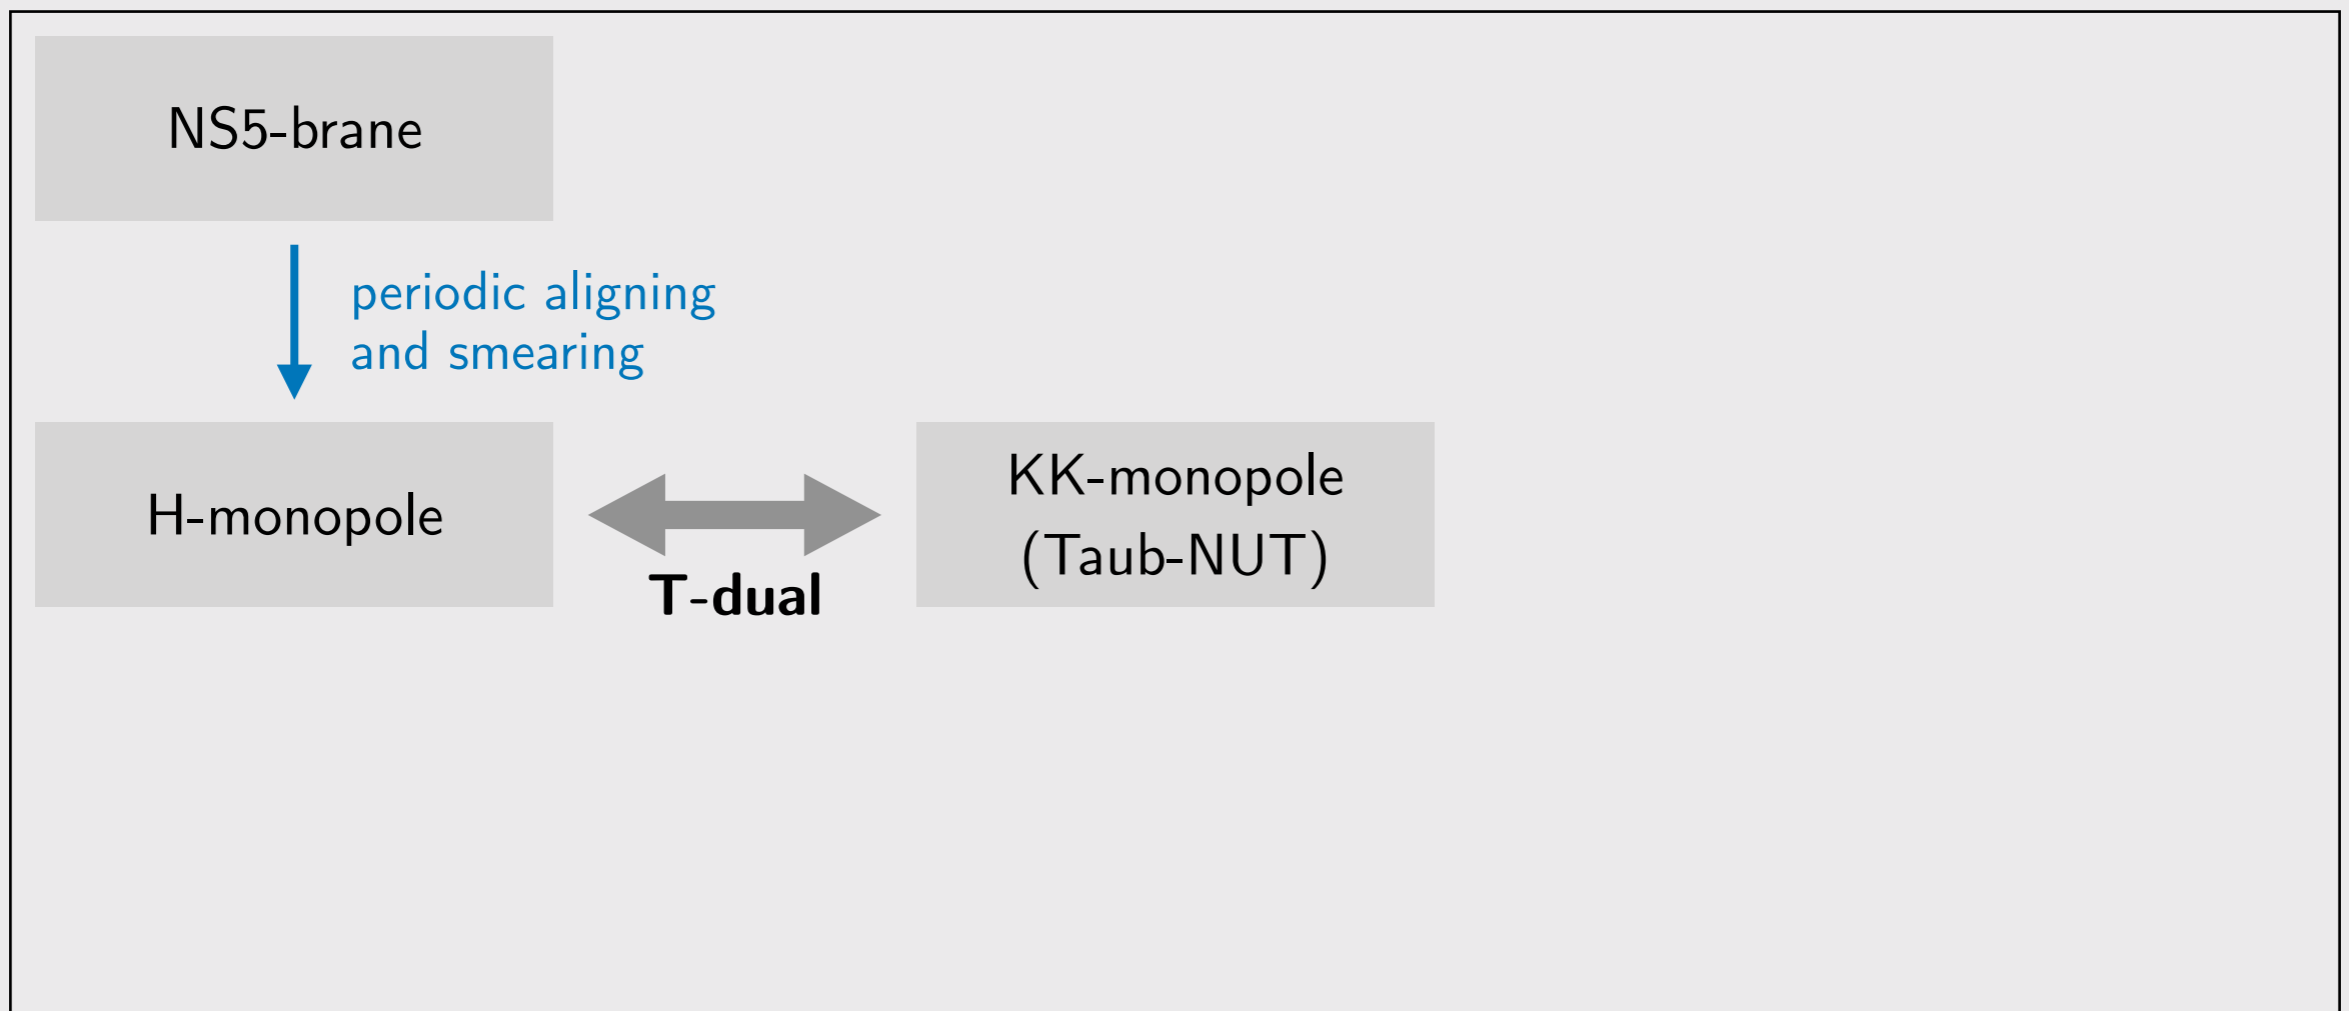 NS5-brane
periodic aligning
and smearing
H-monopole
T-dual
KK-monopole
(Taub-NUT)